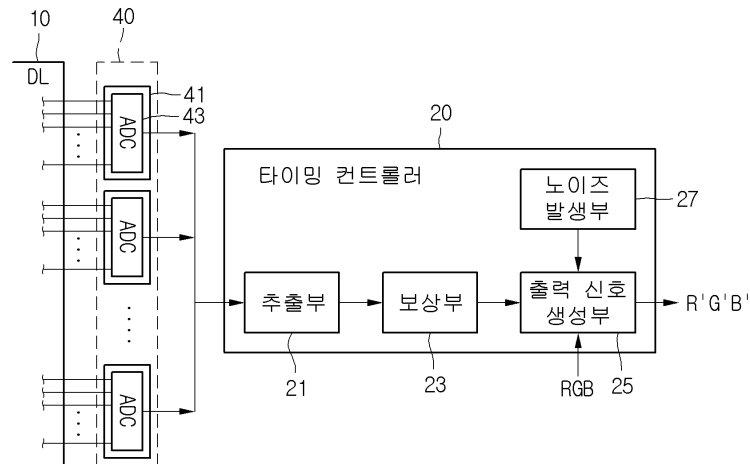 10
40
DL
41
43
ADC
20
타이밍 컨트롤러
노이즈
발생부
27
ADC
추출부
보상부
출력 신호
생성부
R'G'B'
21
23
RGB
25
ADC